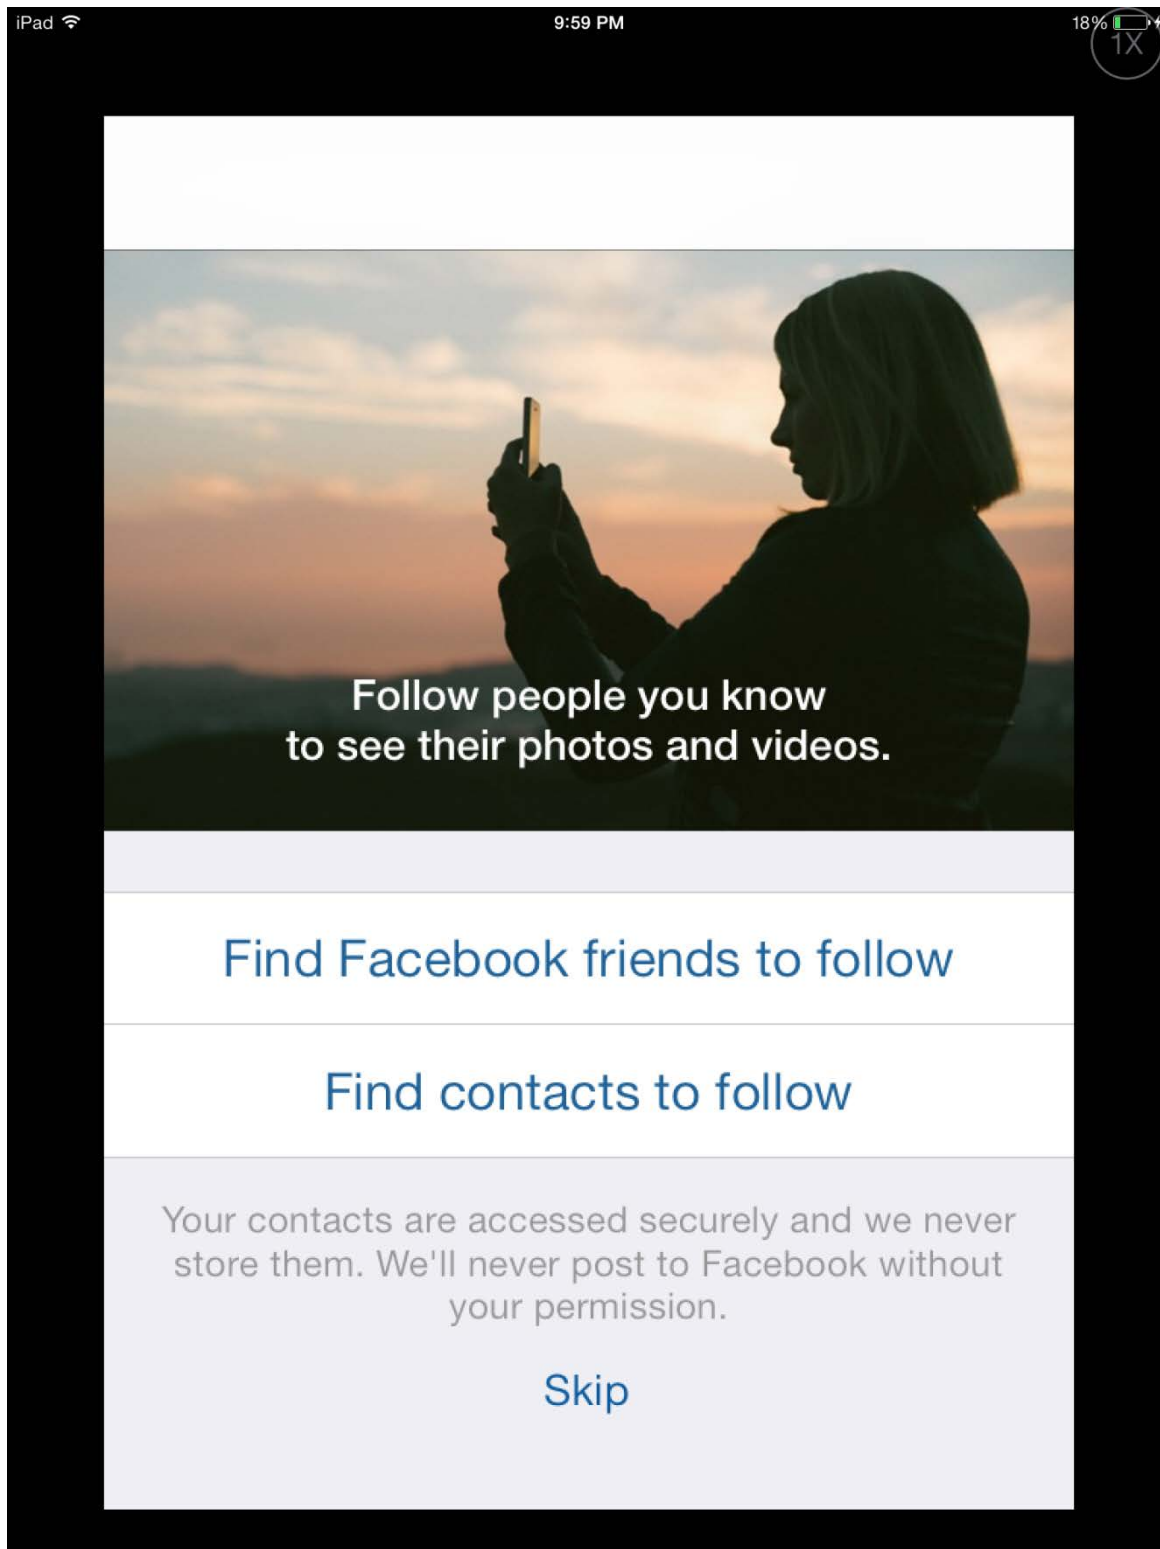 iPad 9:59 PM 18%
1X
Follow people you know
to see their photos and videos.
Find Facebook friends to follow
Find contacts to follow
Your contacts are accessed securely and we never
store them. We'll never post to Facebook without
your permission.
Skip